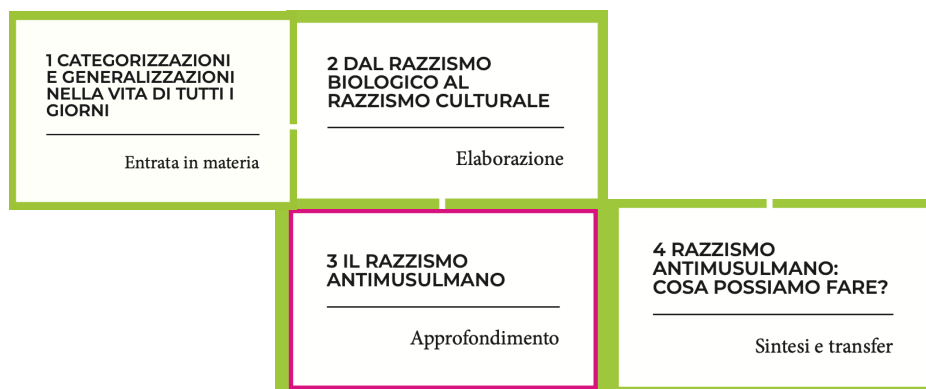 1 CATEGORIZZAZIONI
E GENERALIZZAZIONI
NELLA VITA DI TUTTI I
GIORNI
Entrata in materia
2 DAL RAZZISMO
BIOLOGICO AL
RAZZISMO CULTURALE
Elaborazione
3 IL RAZZISMO
ANTIMUSULMANO
Approfondimento
4 RAZZISMO
ANTIMUSULMANO:
COSA POSSIAMO FARE?
Sintesi e transfer